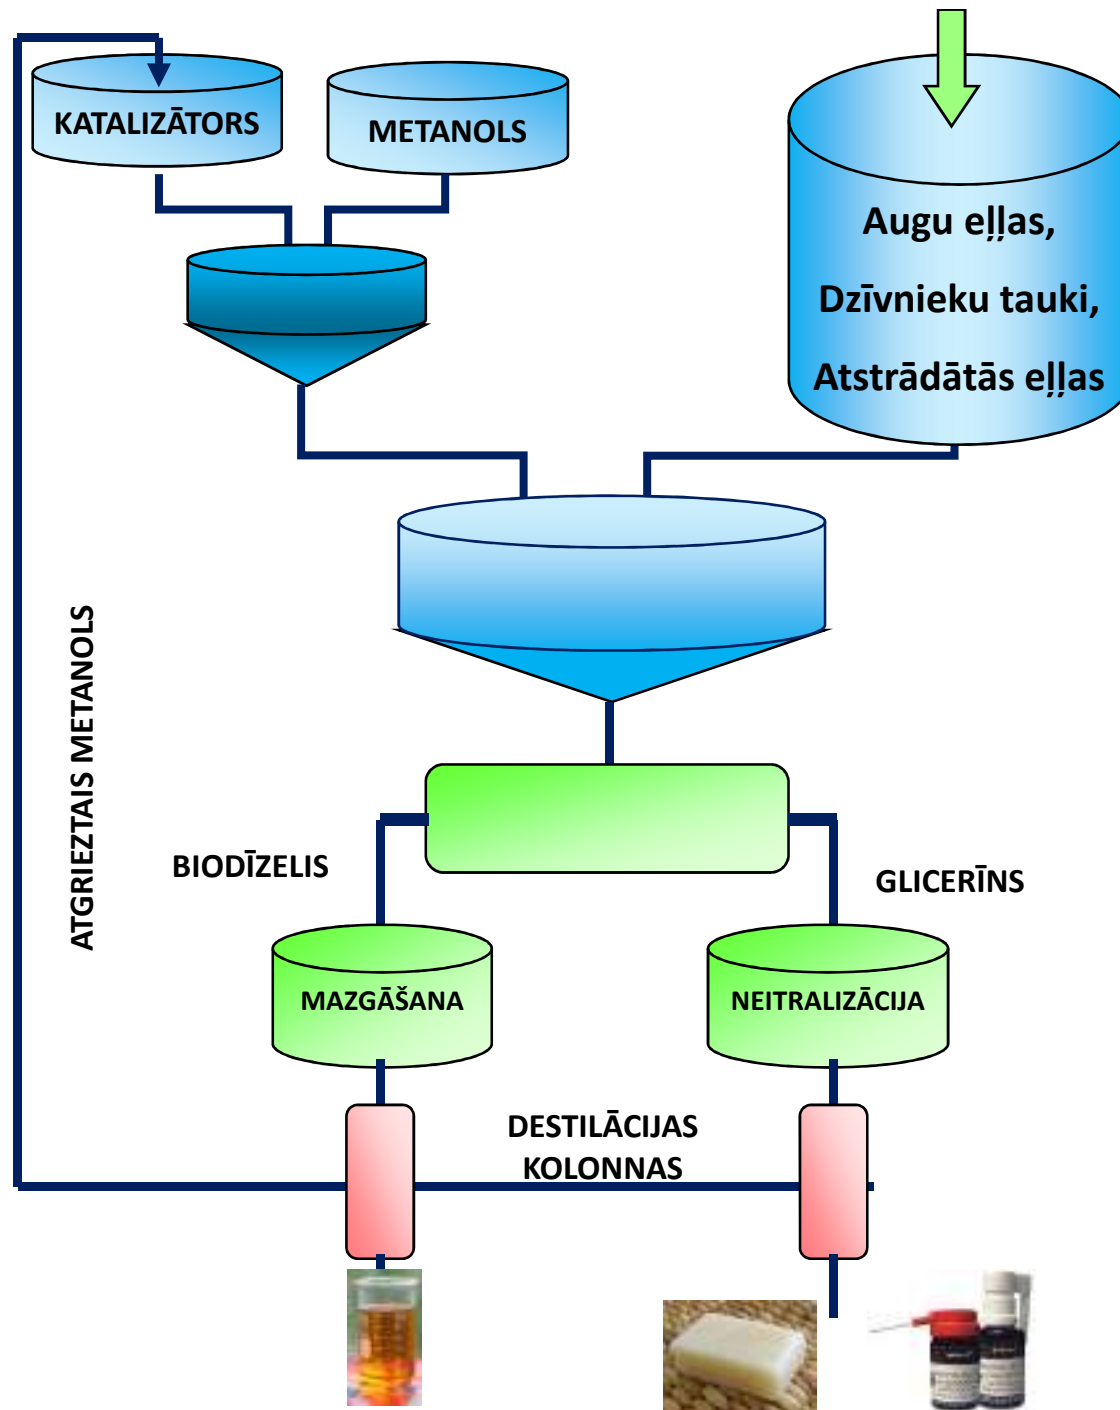 KATALIZĀTORS
METANOLS
Augu eļļas,
Dzīvnieku tauki,
Atstrādātās eļļas
ATGRIEZTAIS METANOLS
BIODĪZELIS
GLICERĪNS
MAZGĀŠANA
NEITRALIZĀCIJA
DESTILĀCIJAS
KOLONNAS